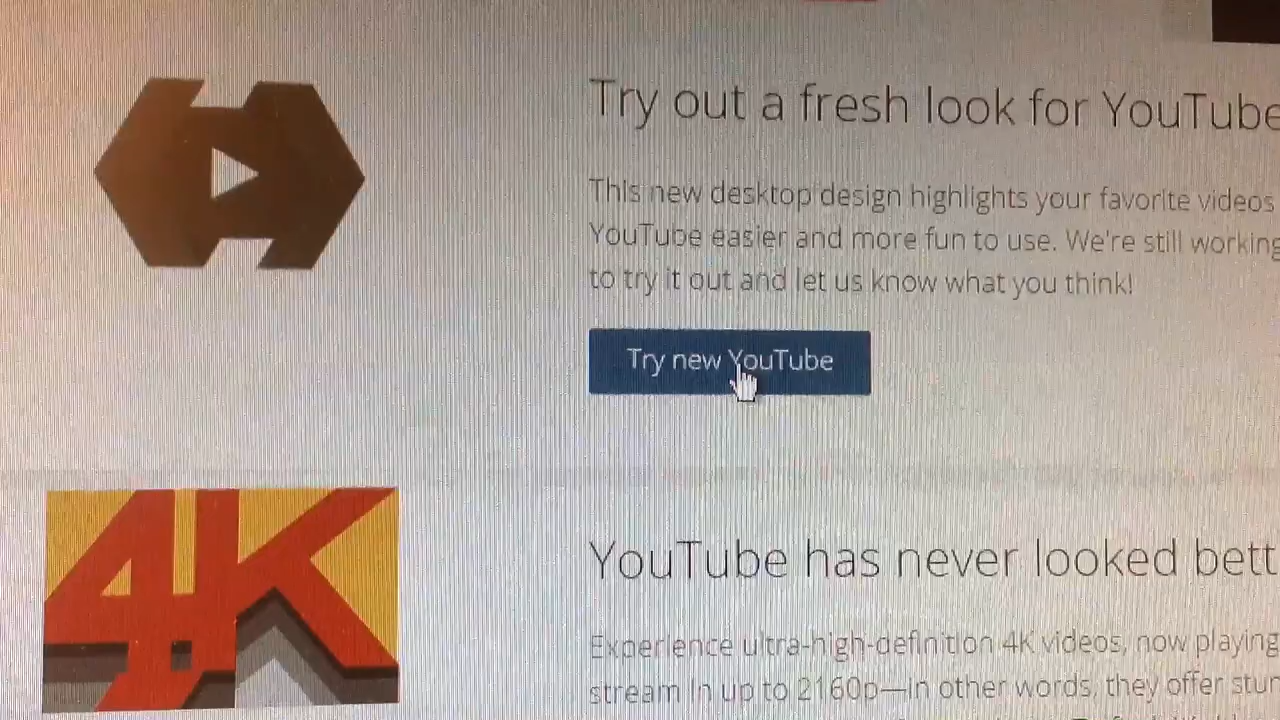 Try out a fresh look for YouTube
This new desktop design highlights your favorite videos
YouTube easier and more fun to use. We're still working
to try it out and let us know what you think!
Try new YouTube
4K
YouTube has never looked bett
Experience ultra-high-definition 4K videos, now playing
stream in up to 2160p—in other words, they offer stun